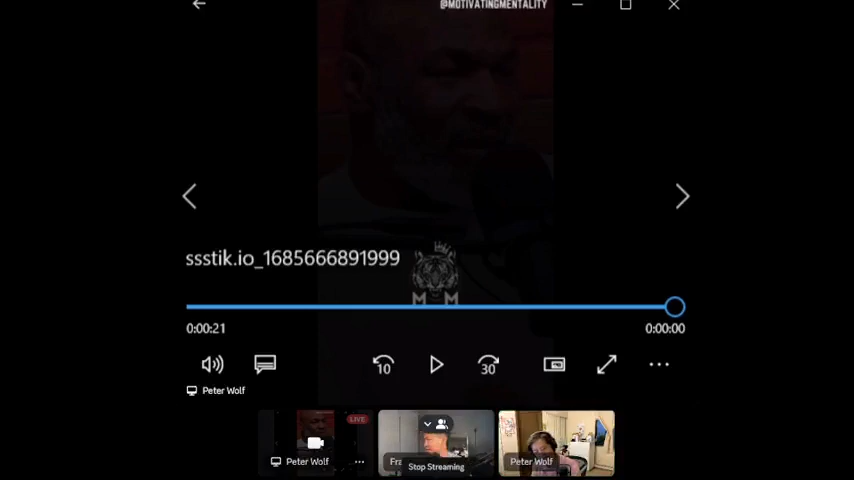 @MOTIVATINGMENTALITY
ssstik.io_1685666891999
M M
0:00:21
0:00:00
10
30
Peter Wolf
LIVE
Peter Wolf
Fra
Stop Streaming
Peter Wolf